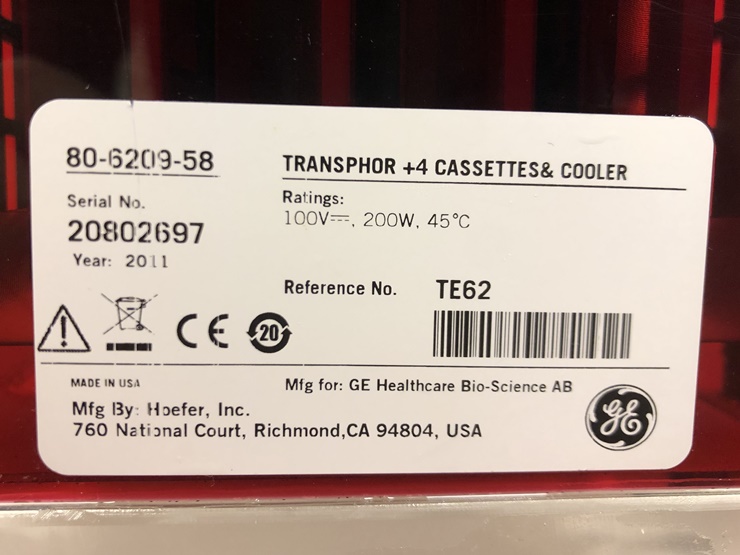 80-6209-58
TRANSPHOR +4 CASSETTES& COOLER
Serial No.
20802697
Year: 2011
Ratings:
100V⎓, 200W, 45°C
Reference No. TE62
CE
20
MADE IN USA
Mfg for: GE Healthcare Bio-Science AB
Mfg By: Hoefer, Inc.
760 National Court, Richmond,CA 94804, USA
GE